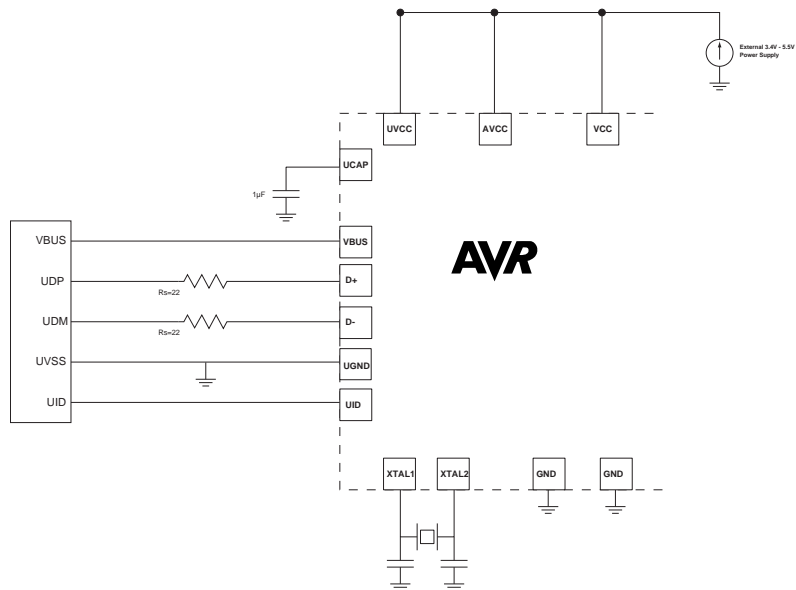 External 3.4V - 5.5V
Power Supply
UVCC
AVCC
VCC
UCAP
1µF
VBUS
VBUS
AVR
UDP
Rs=22
D+
UDM
Rs=22
D-
UVSS
UGND
UID
UID
XTAL1
XTAL2
GND
GND